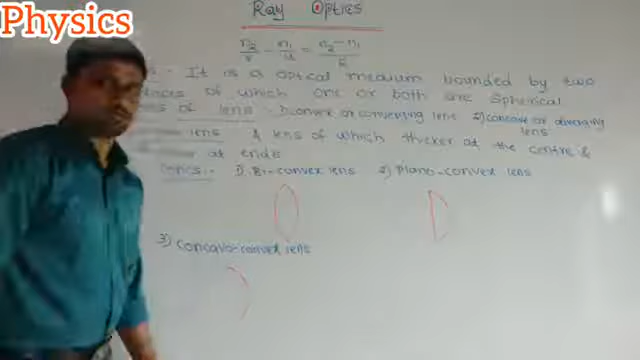 Physics
Ray Optics
n2/v - n1/u = n2-n1/R
It is a optical medium bounded by two
of which one or both are spherical
of lens 1) convex or converging lens 2) concave or diverging
lens
lens & lens of which thicker at the centre &
at ends
1) Bi-convex lens 2) Plano-convex lens
3) Concavo-convex lens